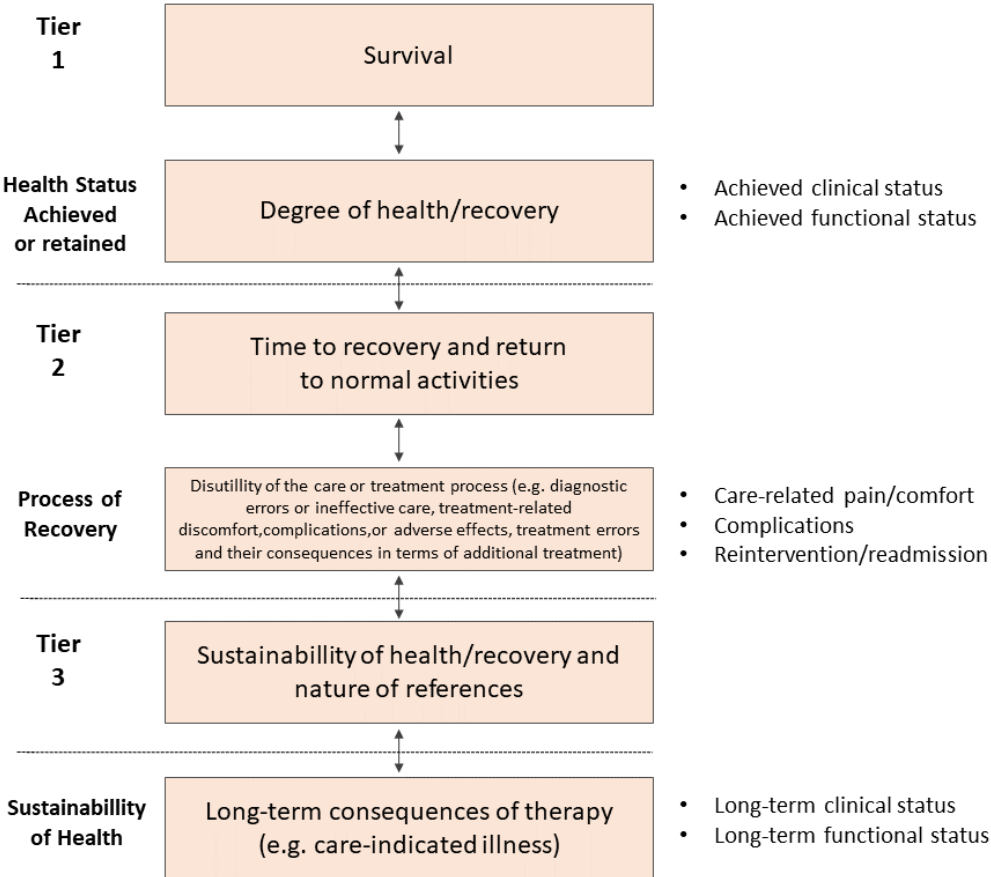 Tier
1
Survival
Health Status
Achieved
or retained
Degree of health/recovery
• Achieved clinical status
• Achieved functional status
Tier
2
Time to recovery and return
to normal activities
Process of
Recovery
Disutillity of the care or treatment process (e.g. diagnostic
errors or ineffective care, treatment-related
discomfort,complications,or adverse effects, treatment errors
and their consequences in terms of additional treatment)
• Care-related pain/comfort
• Complications
• Reintervention/readmission
Tier
3
Sustainabillity of health/recovery and
nature of references
Sustainabillity
of Health
Long-term consequences of therapy
(e.g. care-indicated illness)
• Long-term clinical status
• Long-term functional status